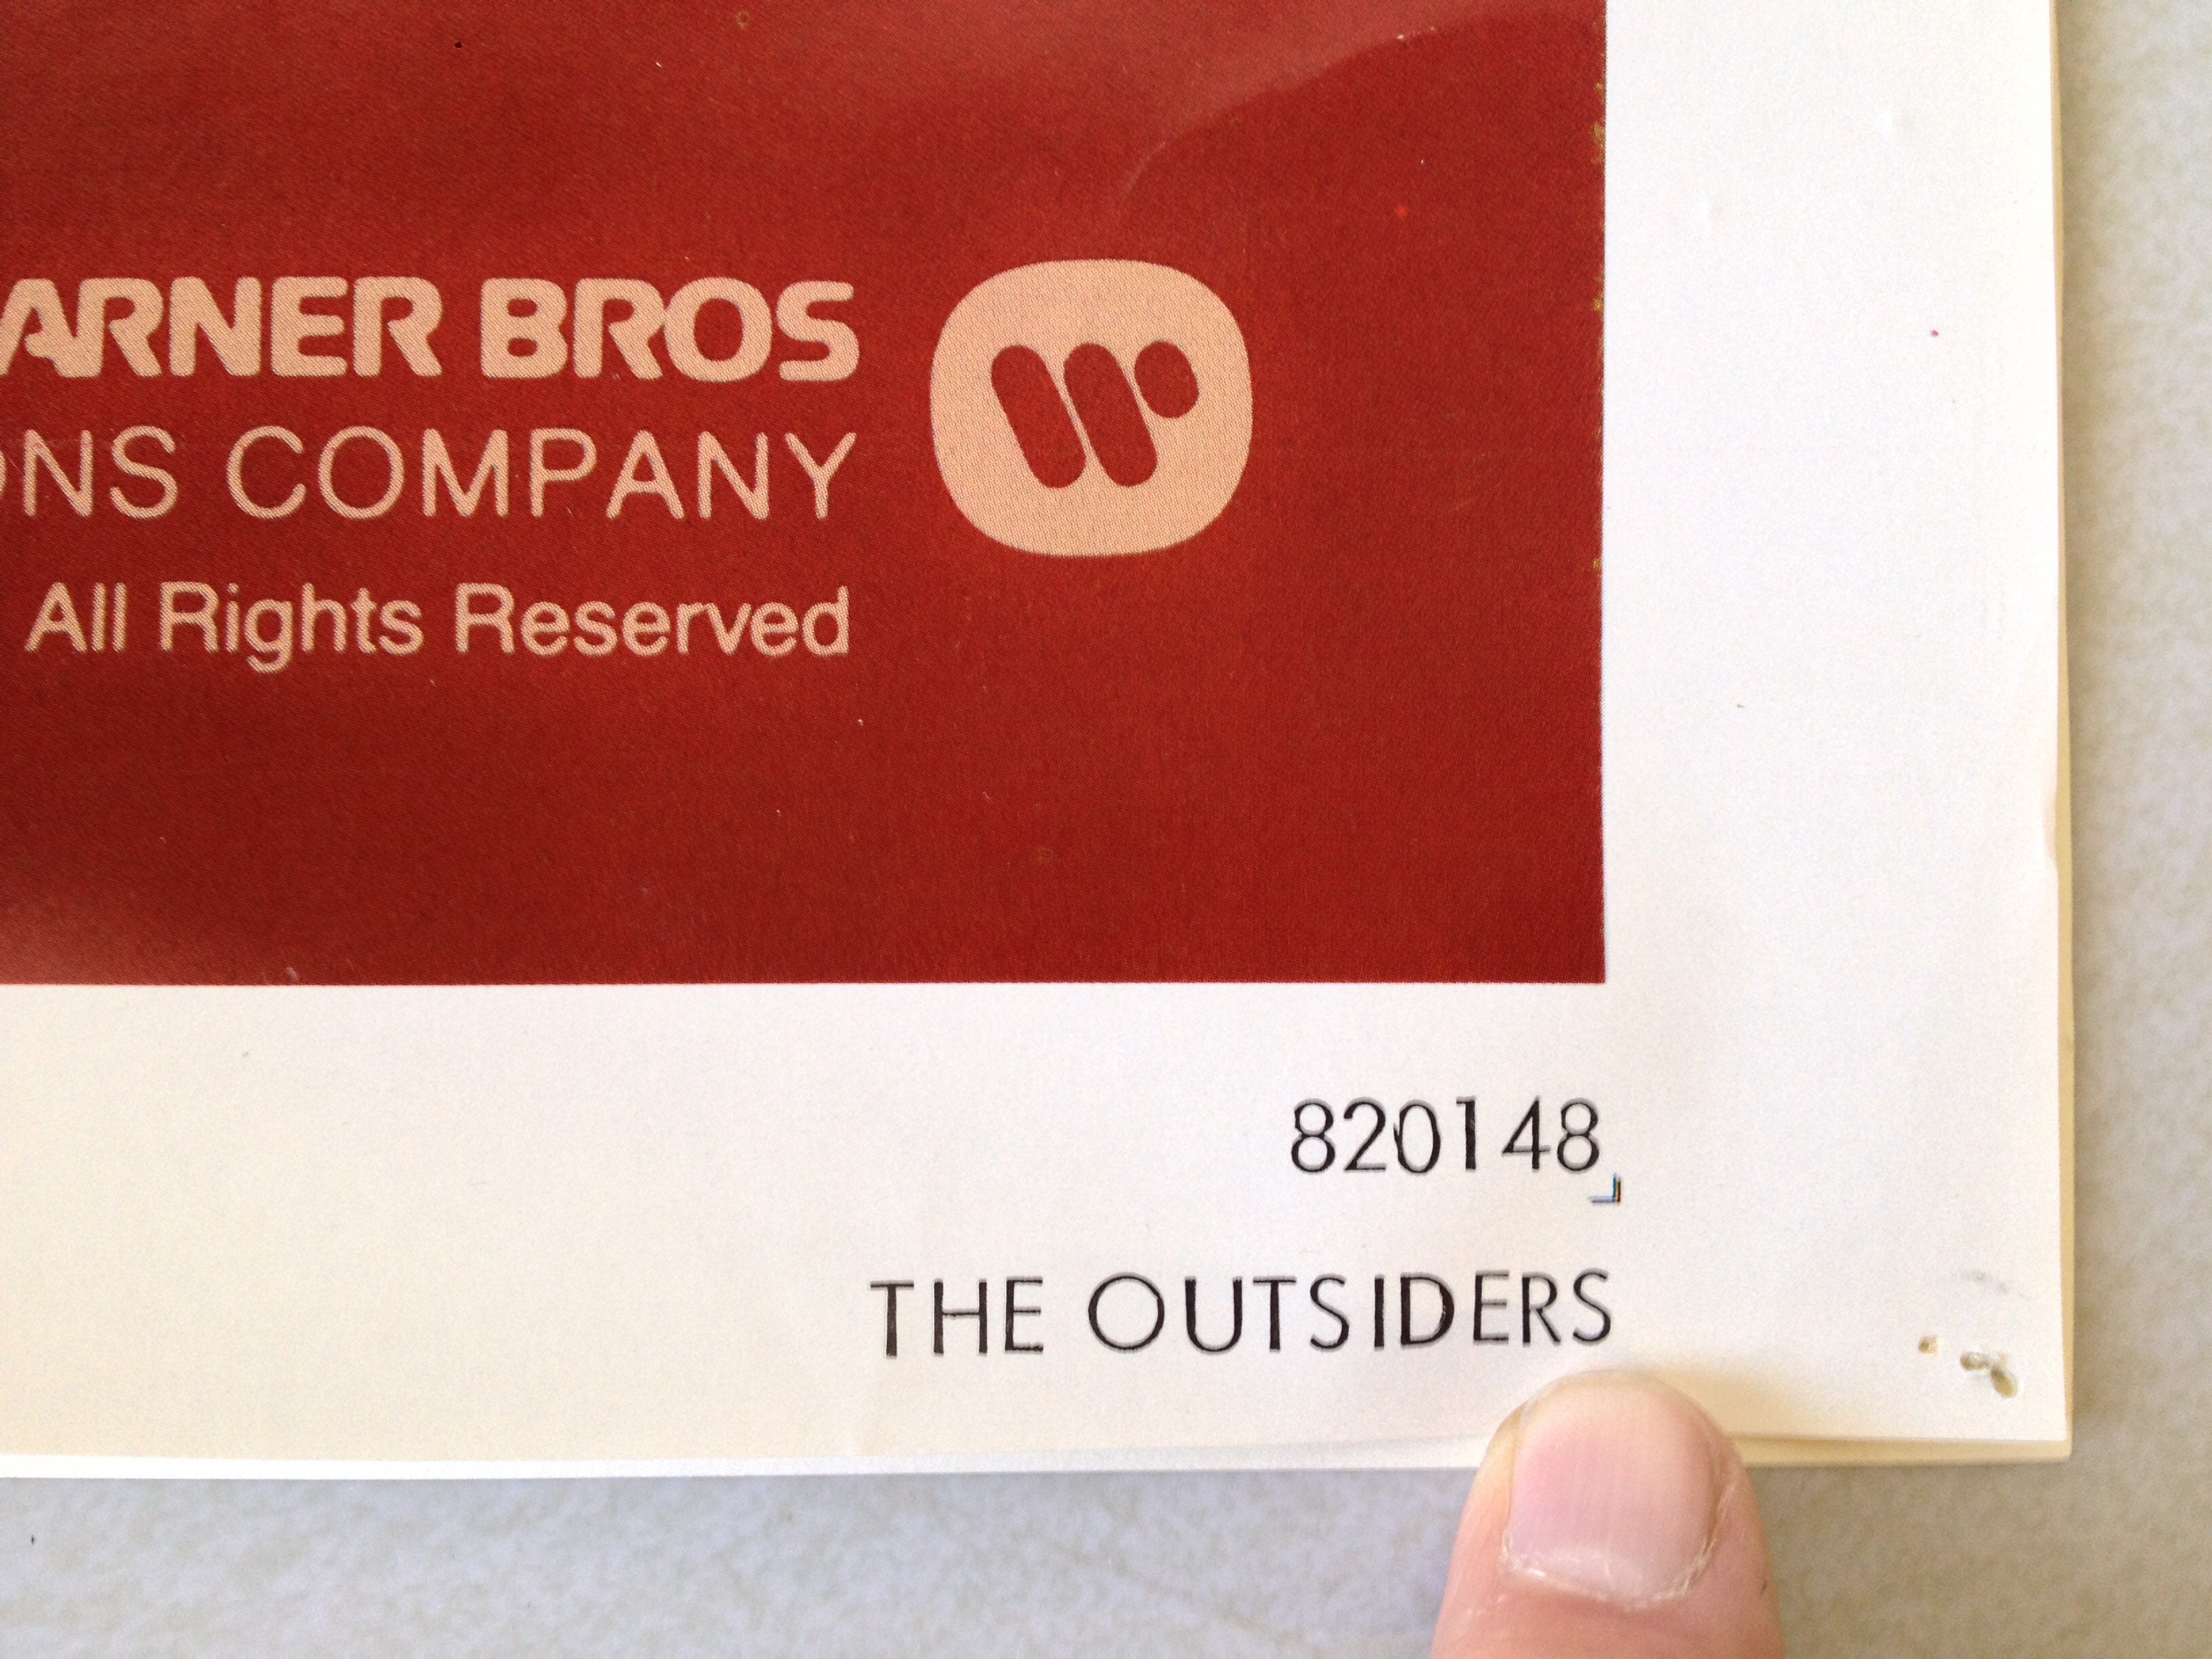 ARNER BROS
ONS COMPANY
All Rights Reserved
820148
THE OUTSIDERS